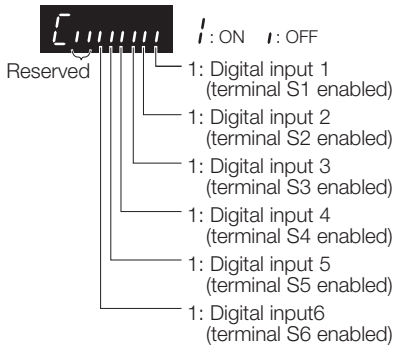 : ON : OFF
Reserved
1: Digital input 1
(terminal S1 enabled)
1: Digital input 2
(terminal S2 enabled)
1: Digital input 3
(terminal S3 enabled)
1: Digital input 4
(terminal S4 enabled)
1: Digital input 5
(terminal S5 enabled)
1: Digital input6
(terminal S6 enabled)